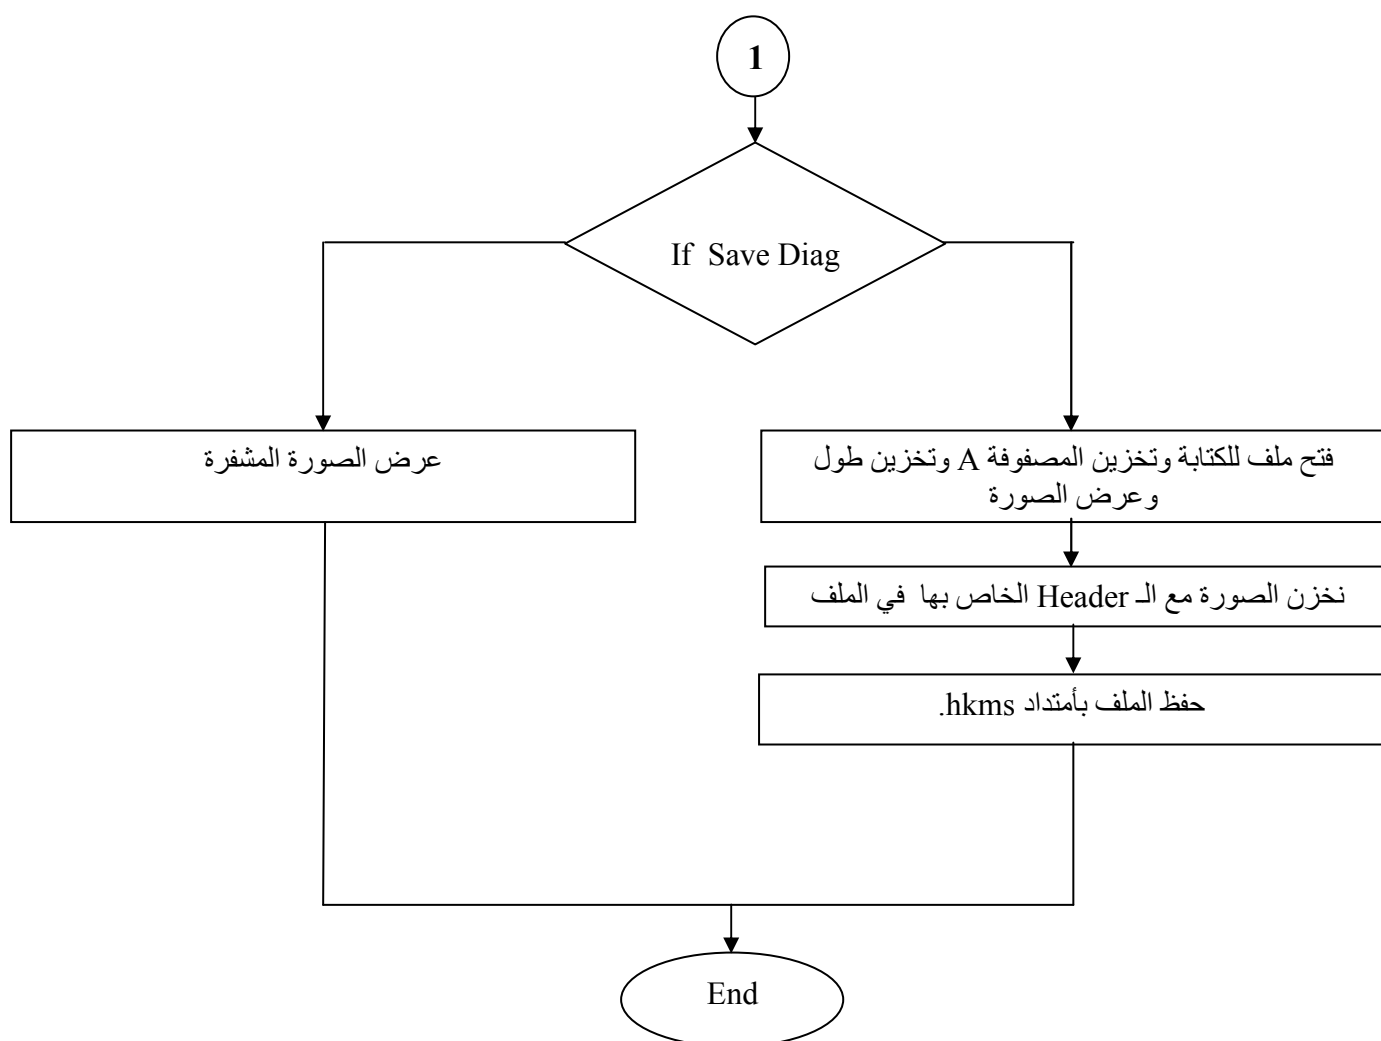 1
If Save Diag
عرض الصورة المشفرة
فتح ملف للكتابة وتخزين المصفوفة A وتخزين طول
وعرض الصورة
نخزن الصورة مع الـ Header الخاص بها في الملف
حفظ الملف بأمتداد hkms.
End